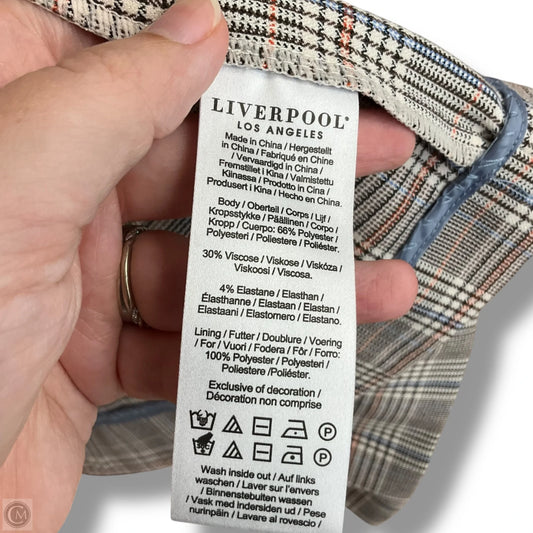 LIVERPOOL®
LOS ANGELES
Made in China / Hergestellt
in China / Fabriqué en Chine
/ Vervaardigd in China /
Fremstillet i Kina / Valmistettu
Kiinassa / Prodotto in Cina /
Produsert i Kina / Hecho en China.
Body / Oberteil / Corps / Lijf /
Kropsstykke / Päällinen / Corpo /
Kropp / Cuerpo: 66% Polyester /
Polyesteri / Poliestere / Poliéster.
30% Viscose / Viskose / Viskóza /
Viskoosi / Viscosa.
4% Elastane / Elasthan /
Élasthanne / Elastaan / Elastan /
Elastaani / Elastornero / Elastano.
Lining / Futter / Doublure / Voering
/ For / Vuori / Fodera / Fôr / Forro:
100% Polyester / Polyesteri
/Poliestere /Poliéster.
Exclusive of decoration /
Décoration non comprise
P
P
Wash inside out / Auf links
waschen / Laver sur l'envers
/ Binnenstebuiten wassen
/ Vask med indersiden ud / Pese
nurinpäin / Lavare al rovescio /
M